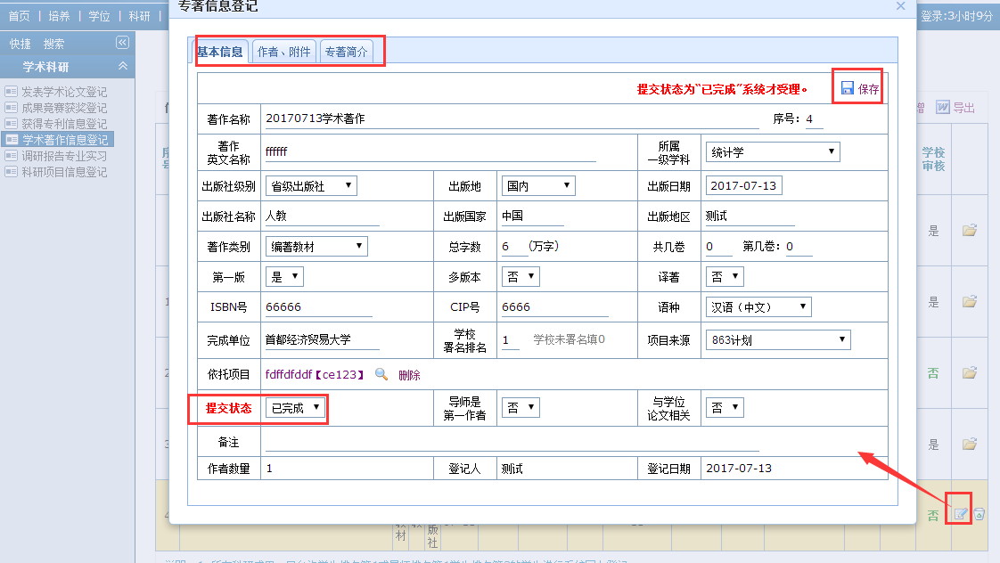 专著信息登记
首页 | 培养 | 学位 | 科研 |
登录:3小时9分
快捷 搜索
学术科研
发表学术论文登记
成果竞赛获奖登记
获得专利信息登记
学术著作信息登记
调研报告专业实习
科研项目信息登记
基本信息 作者、附件 专著简介
提交状态为“已完成”系统才受理。 保存
著作名称 20170713学术著作 序号: 4
著作
英文名称 ffffff 所属
一级学科 统计学
出版社级别 省级出版社 出版地 国内 出版日期 2017-07-13
出版社名称 人教 出版国家 中国 出版地区 测试
著作类别 编著教材 总字数 6 (万字) 共几卷 0 第几卷: 0
第一版 是 多版本 否 译著 否
ISBN号 66666 CIP号 6666 语种 汉语（中文）
完成单位 首都经济贸易大学 学校
署名排名 1 学校未署名填0 项目来源 863计划
依托项目 fdffdfddf【ce123】 删除
提交状态 已完成 导师是
第一作者 否 与学位
论文相关 否
备注
作者数量 1 登记人 测试 登记日期 2017-07-13
导出
学校
审核
是
是
否
是
否
教
材
版
社